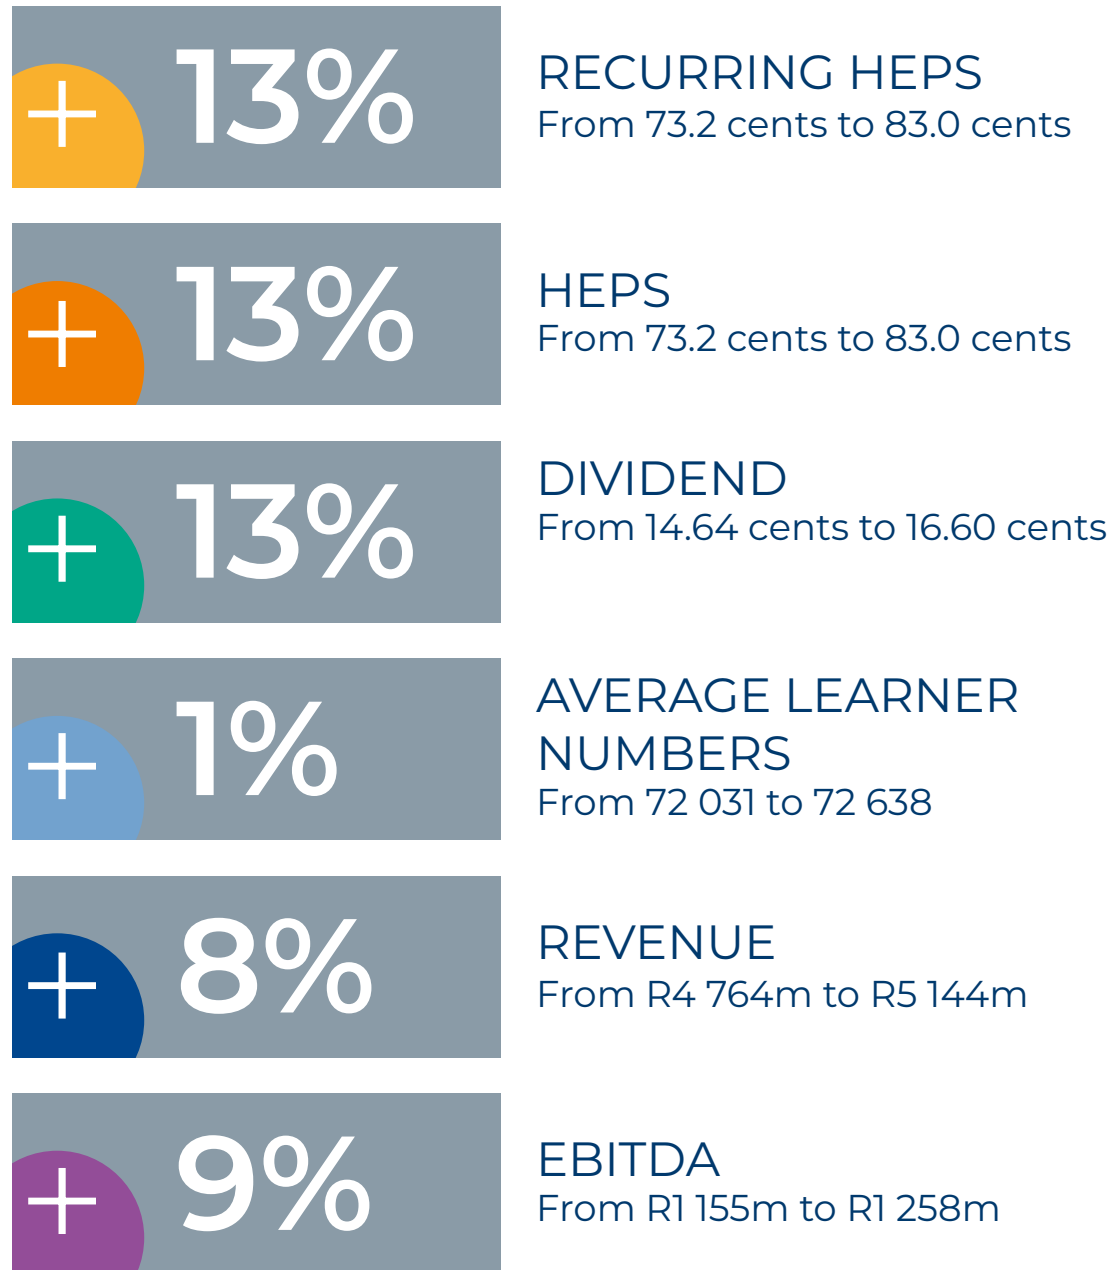 + 13%
RECURRING HEPS
From 73.2 cents to 83.0 cents
+ 13%
HEPS
From 73.2 cents to 83.0 cents
+ 13%
DIVIDEND
From 14.64 cents to 16.60 cents
+ 1%
AVERAGE LEARNER
NUMBERS
From 72 031 to 72 638
+ 8%
REVENUE
From R4 764m to R5 144m
+ 9%
EBITDA
From R1 155m to R1 258m